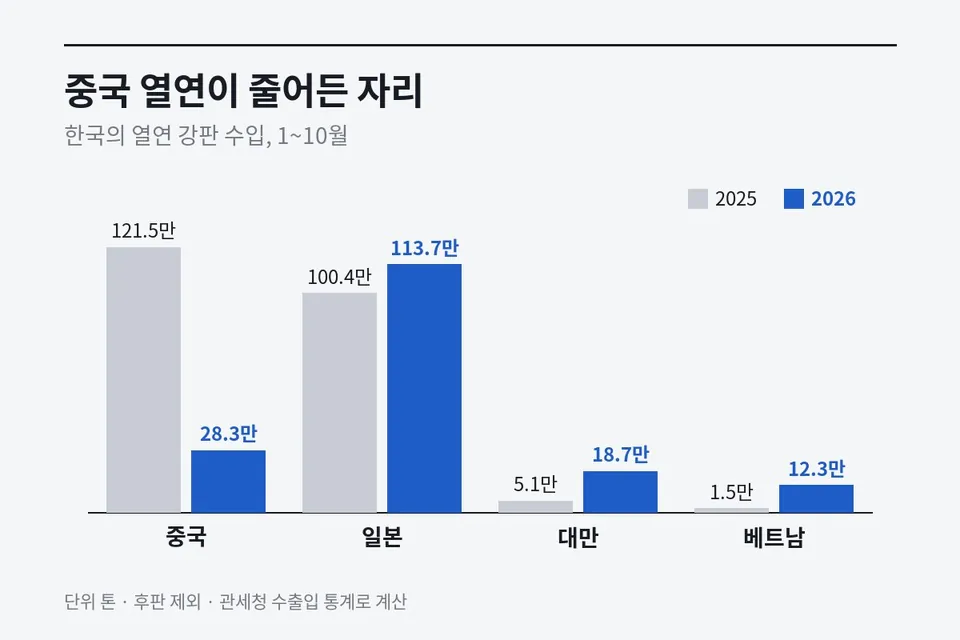 중국 열연이 줄어든 자리
한국의 열연 강판 수입, 1~10월
2025 2026
121.5만 28.3만 100.4만 113.7만 5.1만 18.7만 1.5만 12.3만
중국 일본 대만 베트남
단위 톤 · 후판 제외 · 관세청 수출입 통계로 계산